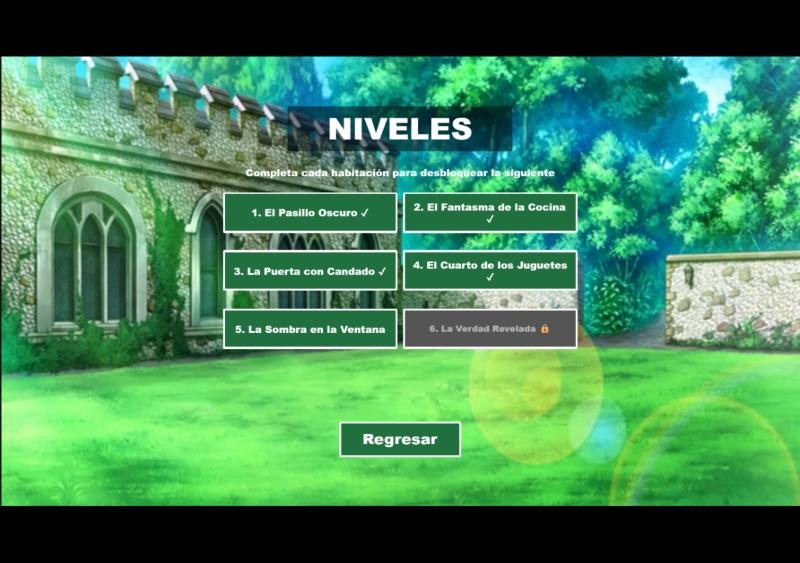 NIVELES
Completa cada habitación para desbloquear la siguiente
1. El Pasillo Oscuro ✓
2. El Fantasma de la Cocina
✓
3. La Puerta con Candado ✓
4. El Cuarto de los Juguetes
✓
5. La Sombra en la Ventana
6. La Verdad Revelada 🔒
Regresar